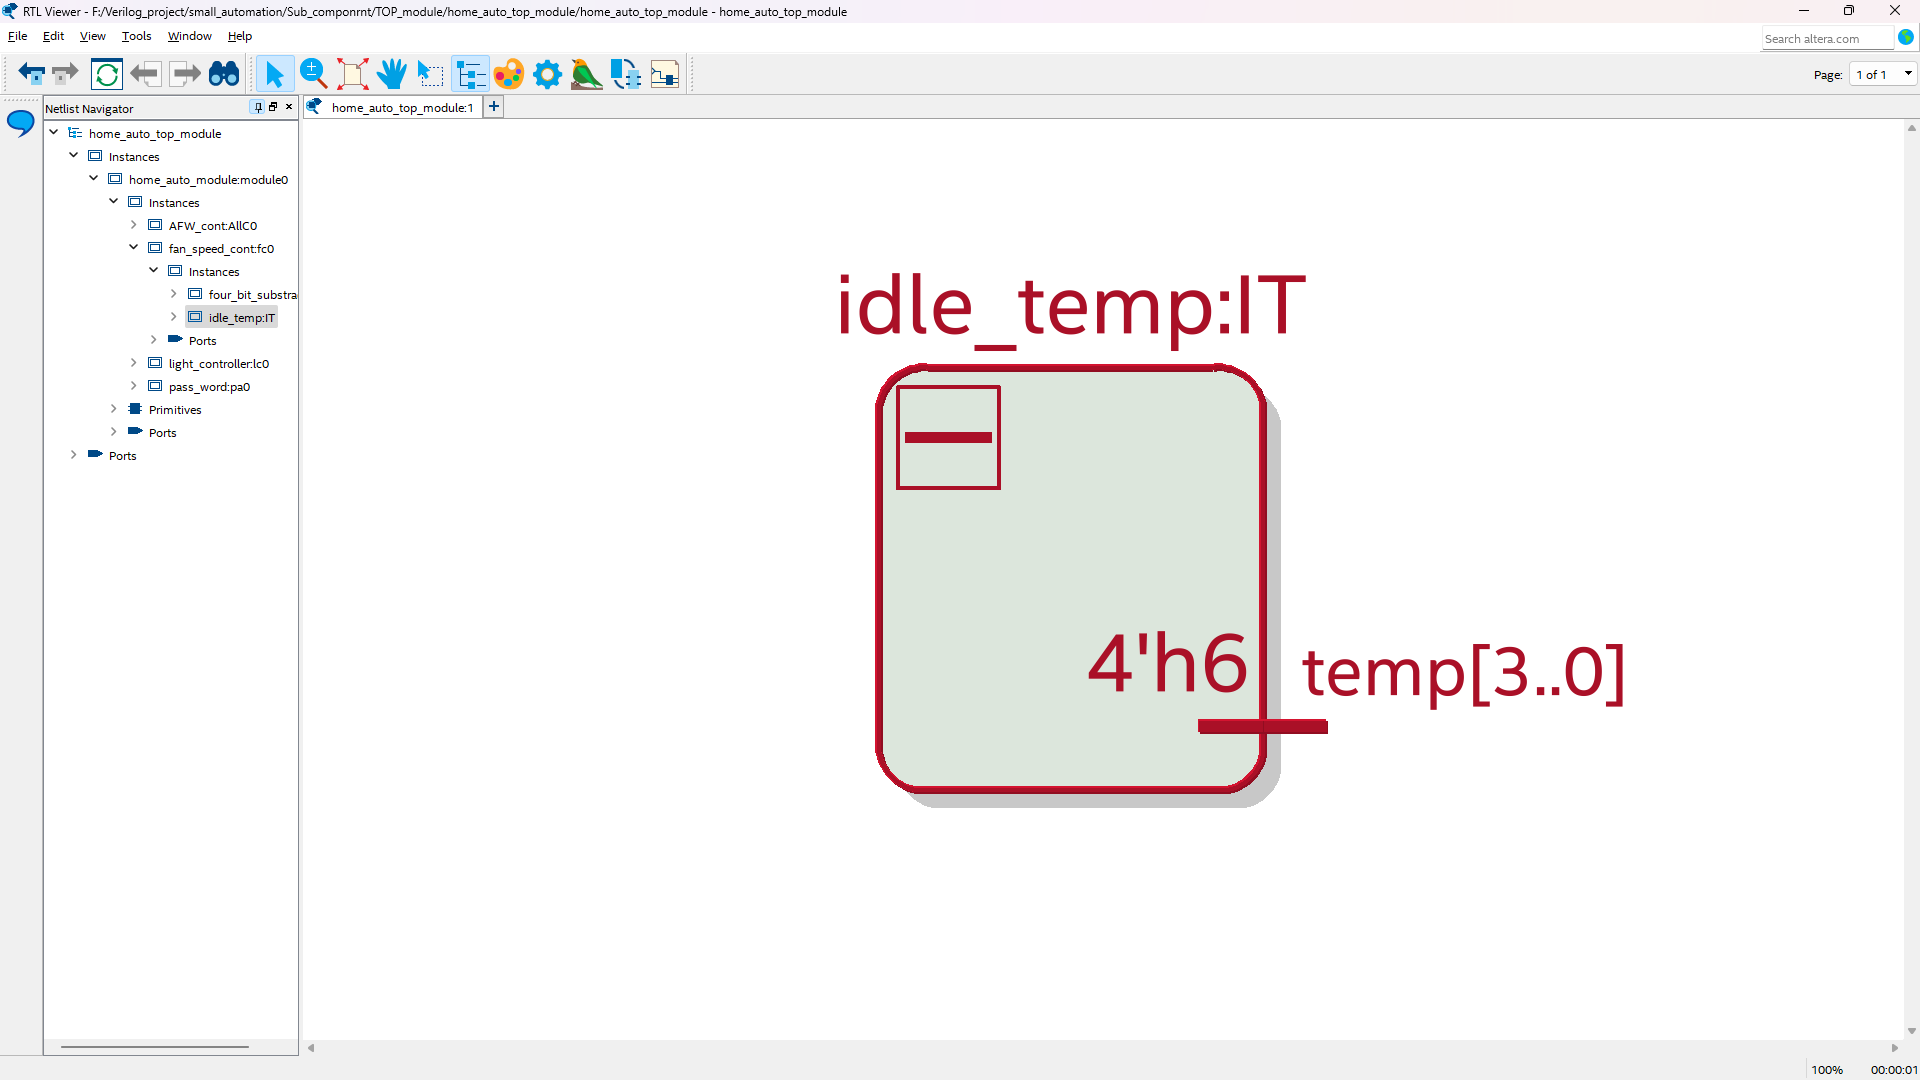 RTL Viewer - F:/Verilog_project/small_automation/Sub_componrnt/TOP_module/home_auto_top_module/home_auto_top_module - home_auto_top_module
File Edit View Tools Window Help
Search altera.com
Page: 1 of 1
Netlist Navigator
home_auto_top_module:1
home_auto_top_module
Instances
home_auto_module:module0
Instances
AFW_cont:AllC0
fan_speed_cont:fc0
Instances
four_bit_substra
idle_temp:IT
Ports
light_controller:lc0
pass_word:pa0
Primitives
Ports
Ports
idle_temp:IT
4'h6
temp[3..0]
100% 00:00:01